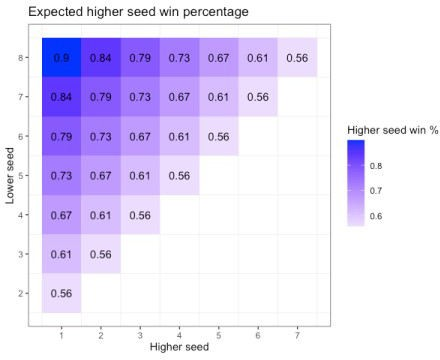 Expected higher seed win percentage
8 0.9 0.84 0.79 0.73 0.67 0.61 0.56
7 0.84 0.79 0.73 0.67 0.61 0.56
6 0.79 0.73 0.67 0.61 0.56
5 0.73 0.67 0.61 0.56
4 0.67 0.61 0.56
3 0.61 0.56
2 0.56
1 2 3 4 5 6 7
Higher seed
Lower seed
Higher seed win %
0.8
0.7
0.6